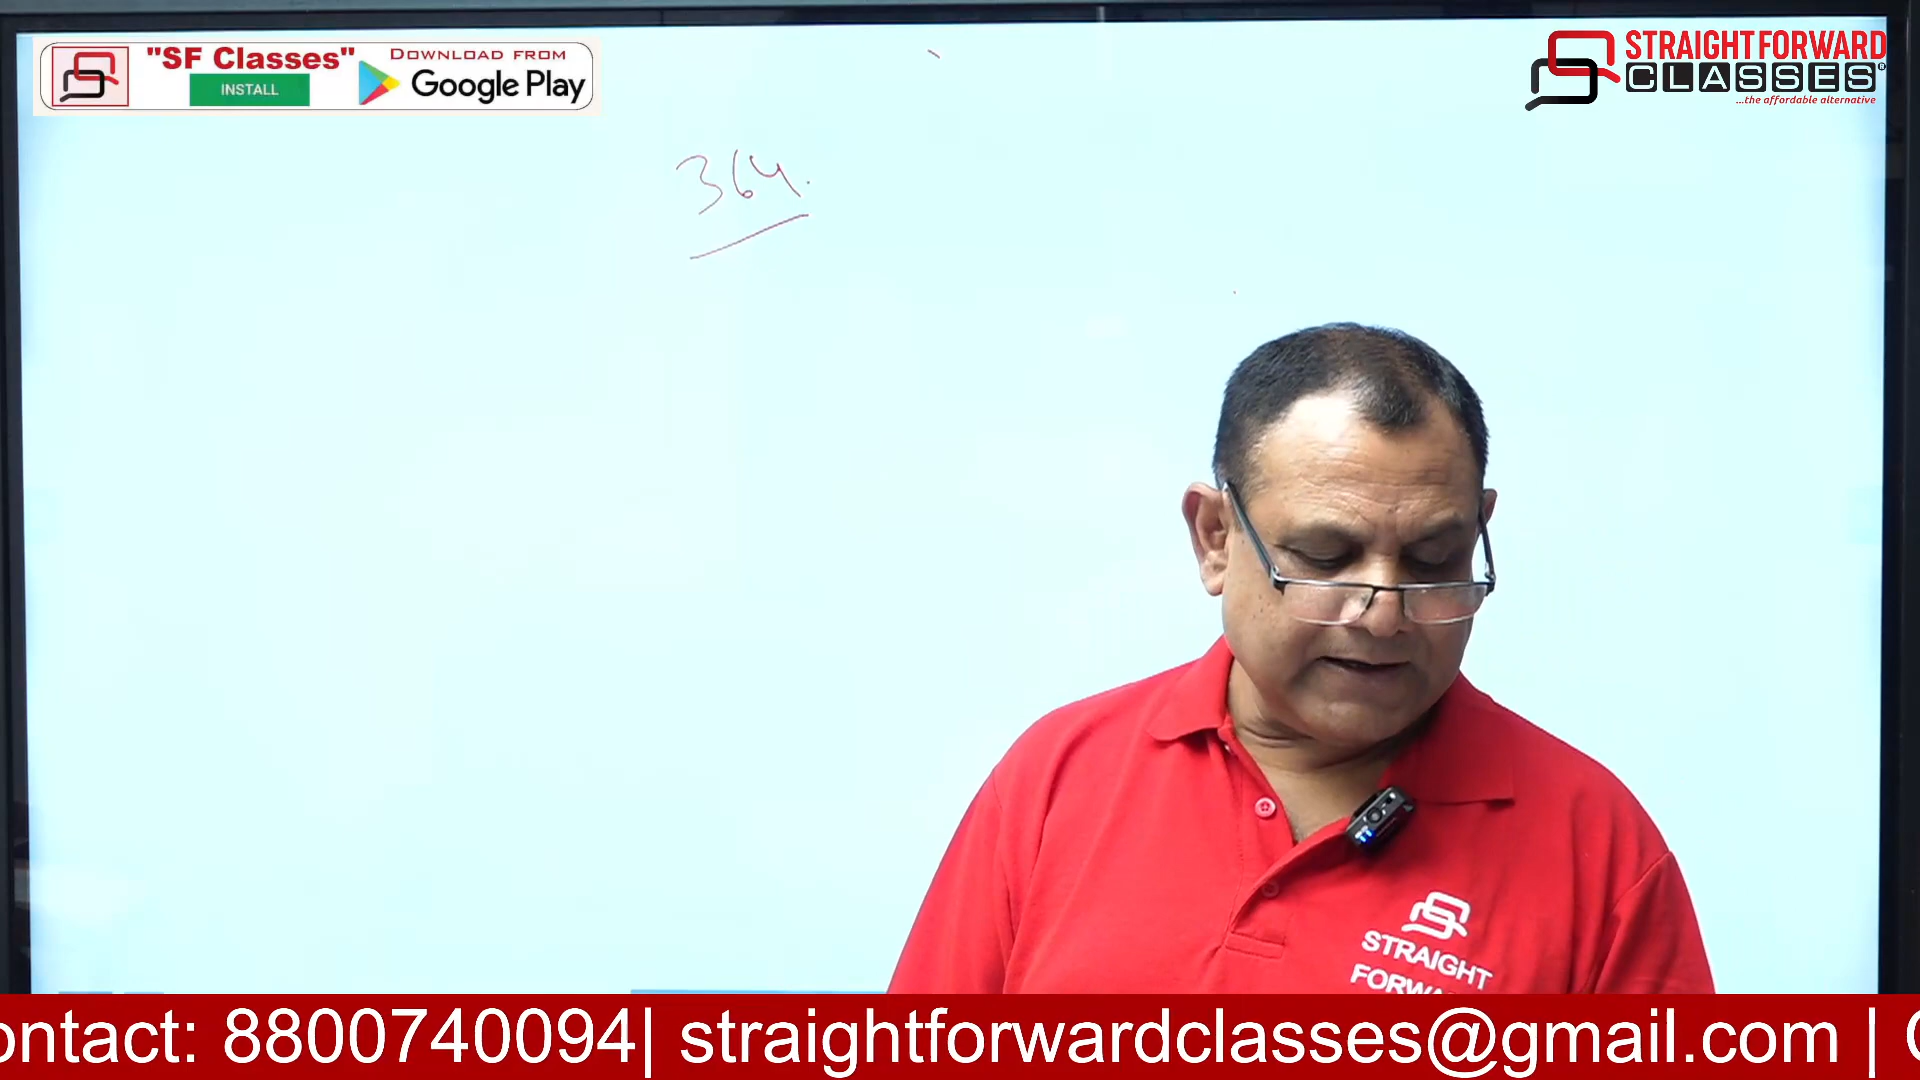 "SF Classes"
INSTALL
DOWNLOAD FROM
Google Play
STRAIGHT FORWARD
CLASSES®
...the affordable alternative
364.
STRAIGHT
ontact: 8800740094| straightforwardclasses@gmail.com |